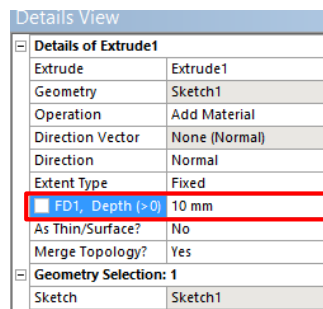 Details View
Details of Extrude1
Extrude Extrude1
Geometry Sketch1
Operation Add Material
Direction Vector None (Normal)
Direction Normal
Extent Type Fixed
FD1, Depth (>0) 10 mm
As Thin/Surface? No
Merge Topology? Yes
Geometry Selection: 1
Sketch Sketch1